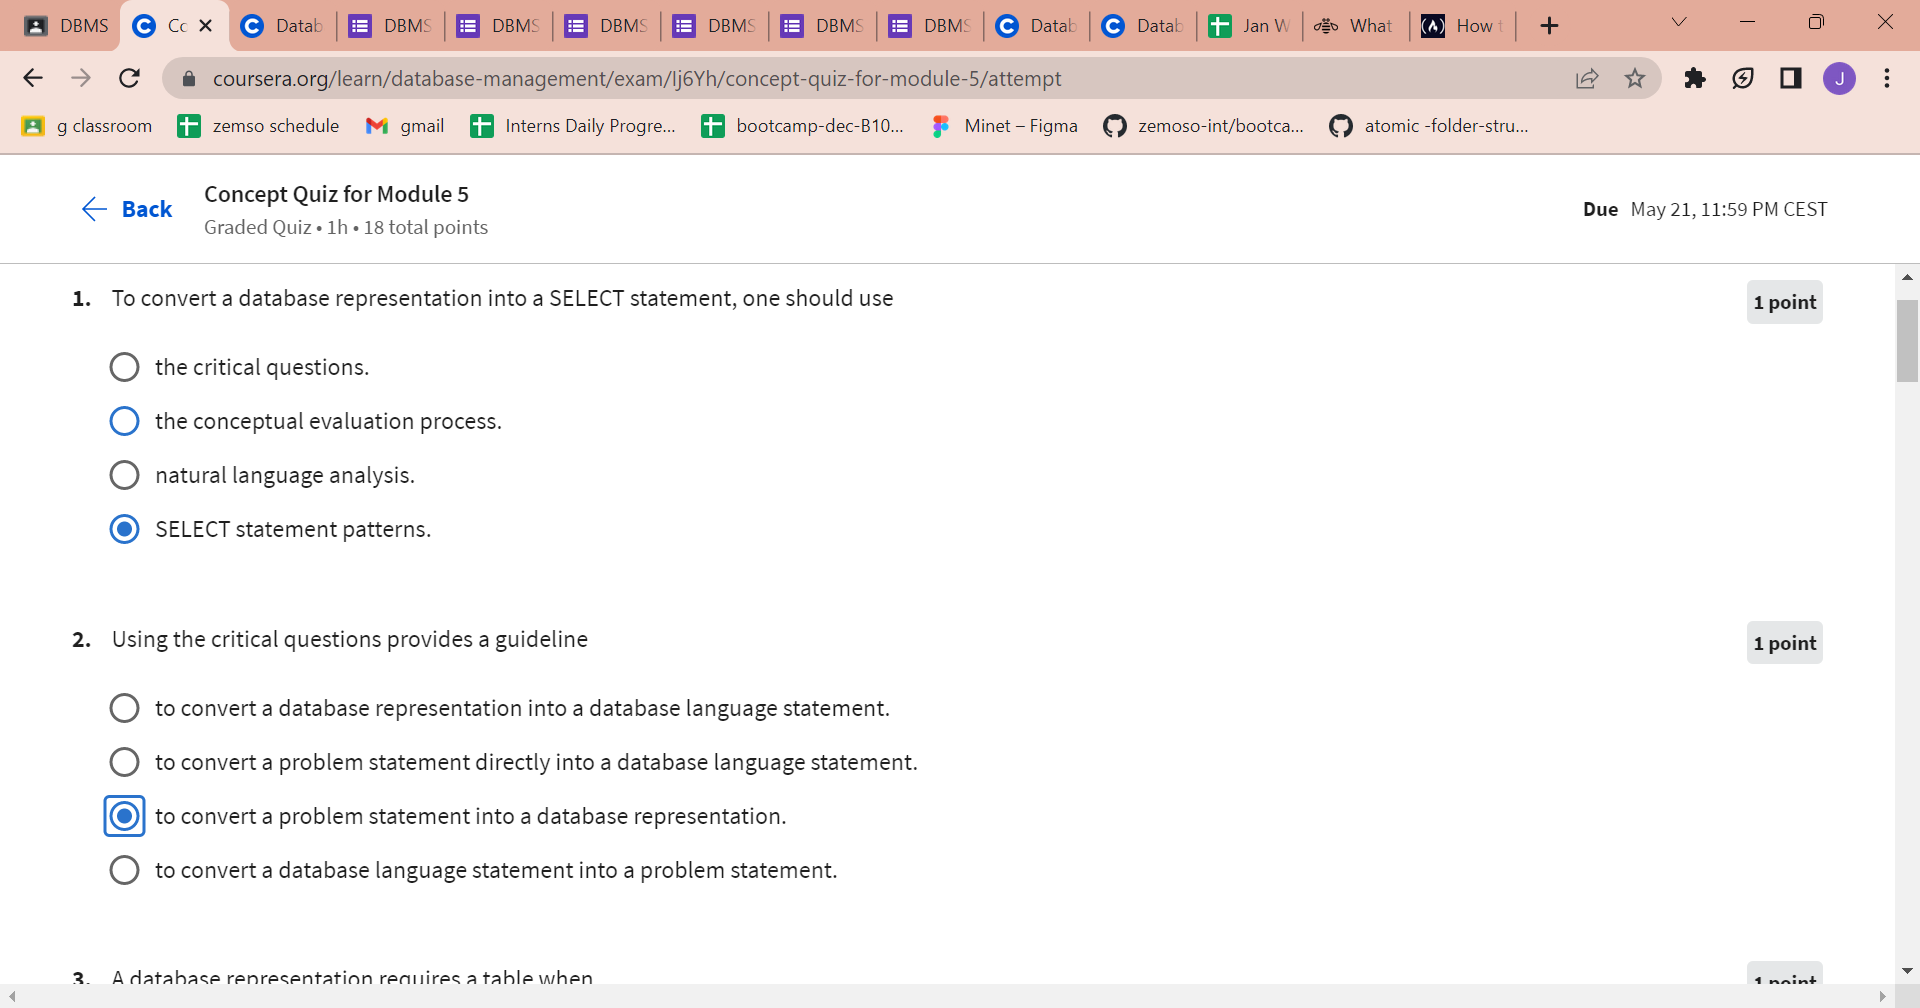 DBMS Cc Datab DBMS DBMS DBMS DBMS DBMS DBMS Datab Datab Jan W What How t
coursera.org/learn/database-management/exam/Ij6Yh/concept-quiz-for-module-5/attempt J
g classroom zemso schedule gmail Interns Daily Progre... bootcamp-dec-B10... Minet – Figma zemoso-int/bootca... atomic -folder-stru...
Back
Concept Quiz for Module 5
Graded Quiz • 1h • 18 total points
Due May 21, 11:59 PM CEST
1. To convert a database representation into a SELECT statement, one should use
1 point
the critical questions.
the conceptual evaluation process.
natural language analysis.
SELECT statement patterns.
2. Using the critical questions provides a guideline
1 point
to convert a database representation into a database language statement.
to convert a problem statement directly into a database language statement.
to convert a problem statement into a database representation.
to convert a database language statement into a problem statement.
3. A database representation requires a table when
1 point